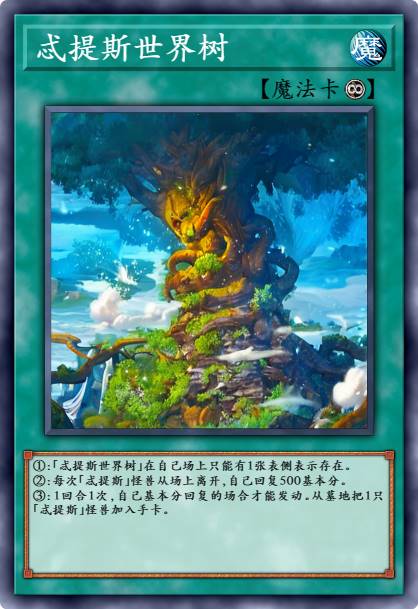 忒提斯世界树
魔
【魔法卡♾】
①:「忒提斯世界树」在自己场上只能有1张表侧表示存在。
②:每次「忒提斯」怪兽从场上离开,自己回复500基本分。
③:1回合1次,自己基本分回复的场合才能发动。从墓地把1只
「忒提斯」怪兽加入手卡。